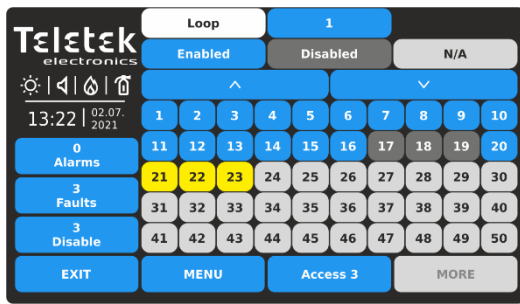 Teletek
electronics
13:22 02.07.
2021
0
Alarms
3
Faults
3
Disable
EXIT
Loop 1
Enabled Disabled N/A
1 2 3 4 5 6 7 8 9 10
11 12 13 14 15 16 17 18 19 20
21 22 23 24 25 26 27 28 29 30
31 32 33 34 35 36 37 38 39 40
41 42 43 44 45 46 47 48 49 50
MENU Access 3 MORE